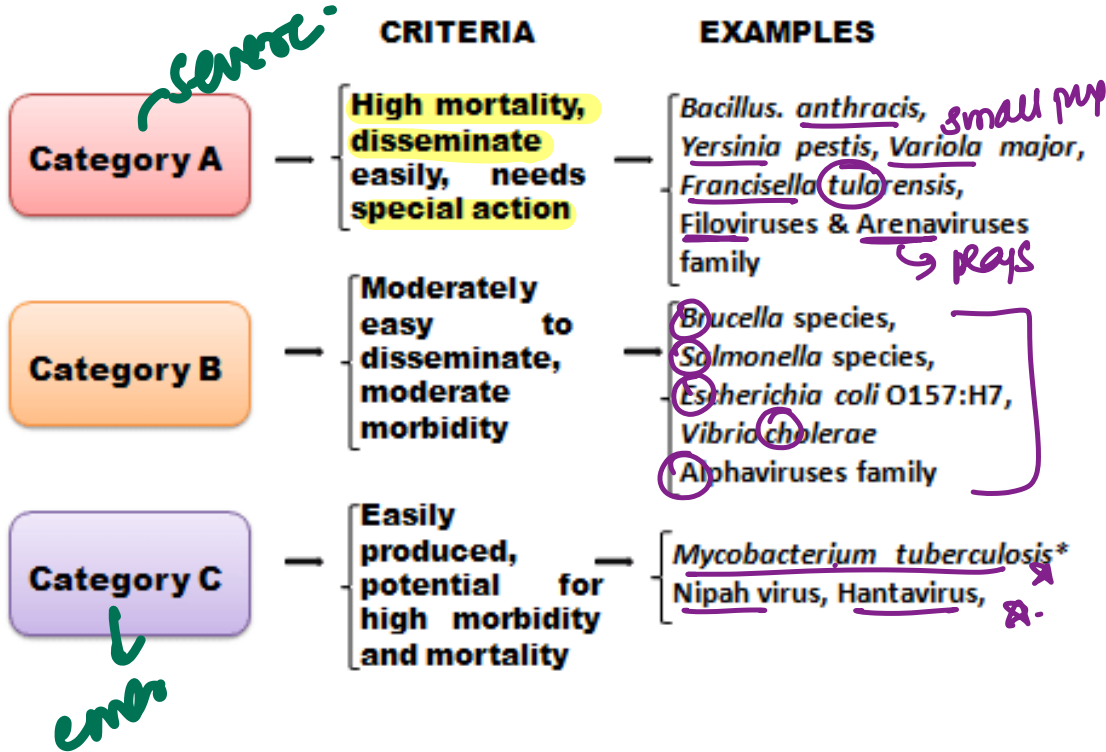 severe.
CRITERIA
EXAMPLES
Category A
High mortality,
disseminate
easily, needs
special action
Bacillus. anthracis,
small pup
Yersinia pestis, Variola major,
Francisella tularensis,
Filoviruses & Arenaviruses
family
Category B
Moderately
easy to
disseminate,
moderate
morbidity
Brucella species,
Salmonella species,
Escherichia coli O157:H7,
Vibrio cholerae
Alphaviruses family
Category C
Easily
produced,
potential for
high morbidity
and mortality
Mycobacterium tuberculosis*
Nipah virus, Hantavirus,